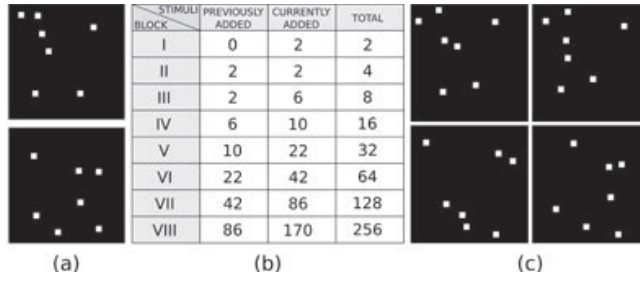 STIMULI PREVIOUSLY ADDED CURRENTLY ADDED TOTAL
BLOCK
I 0 2 2
II 2 2 4
III 2 6 8
IV 6 10 16
V 10 22 32
VI 22 42 64
VII 42 86 128
VIII 86 170 256
(a) (b) (c)